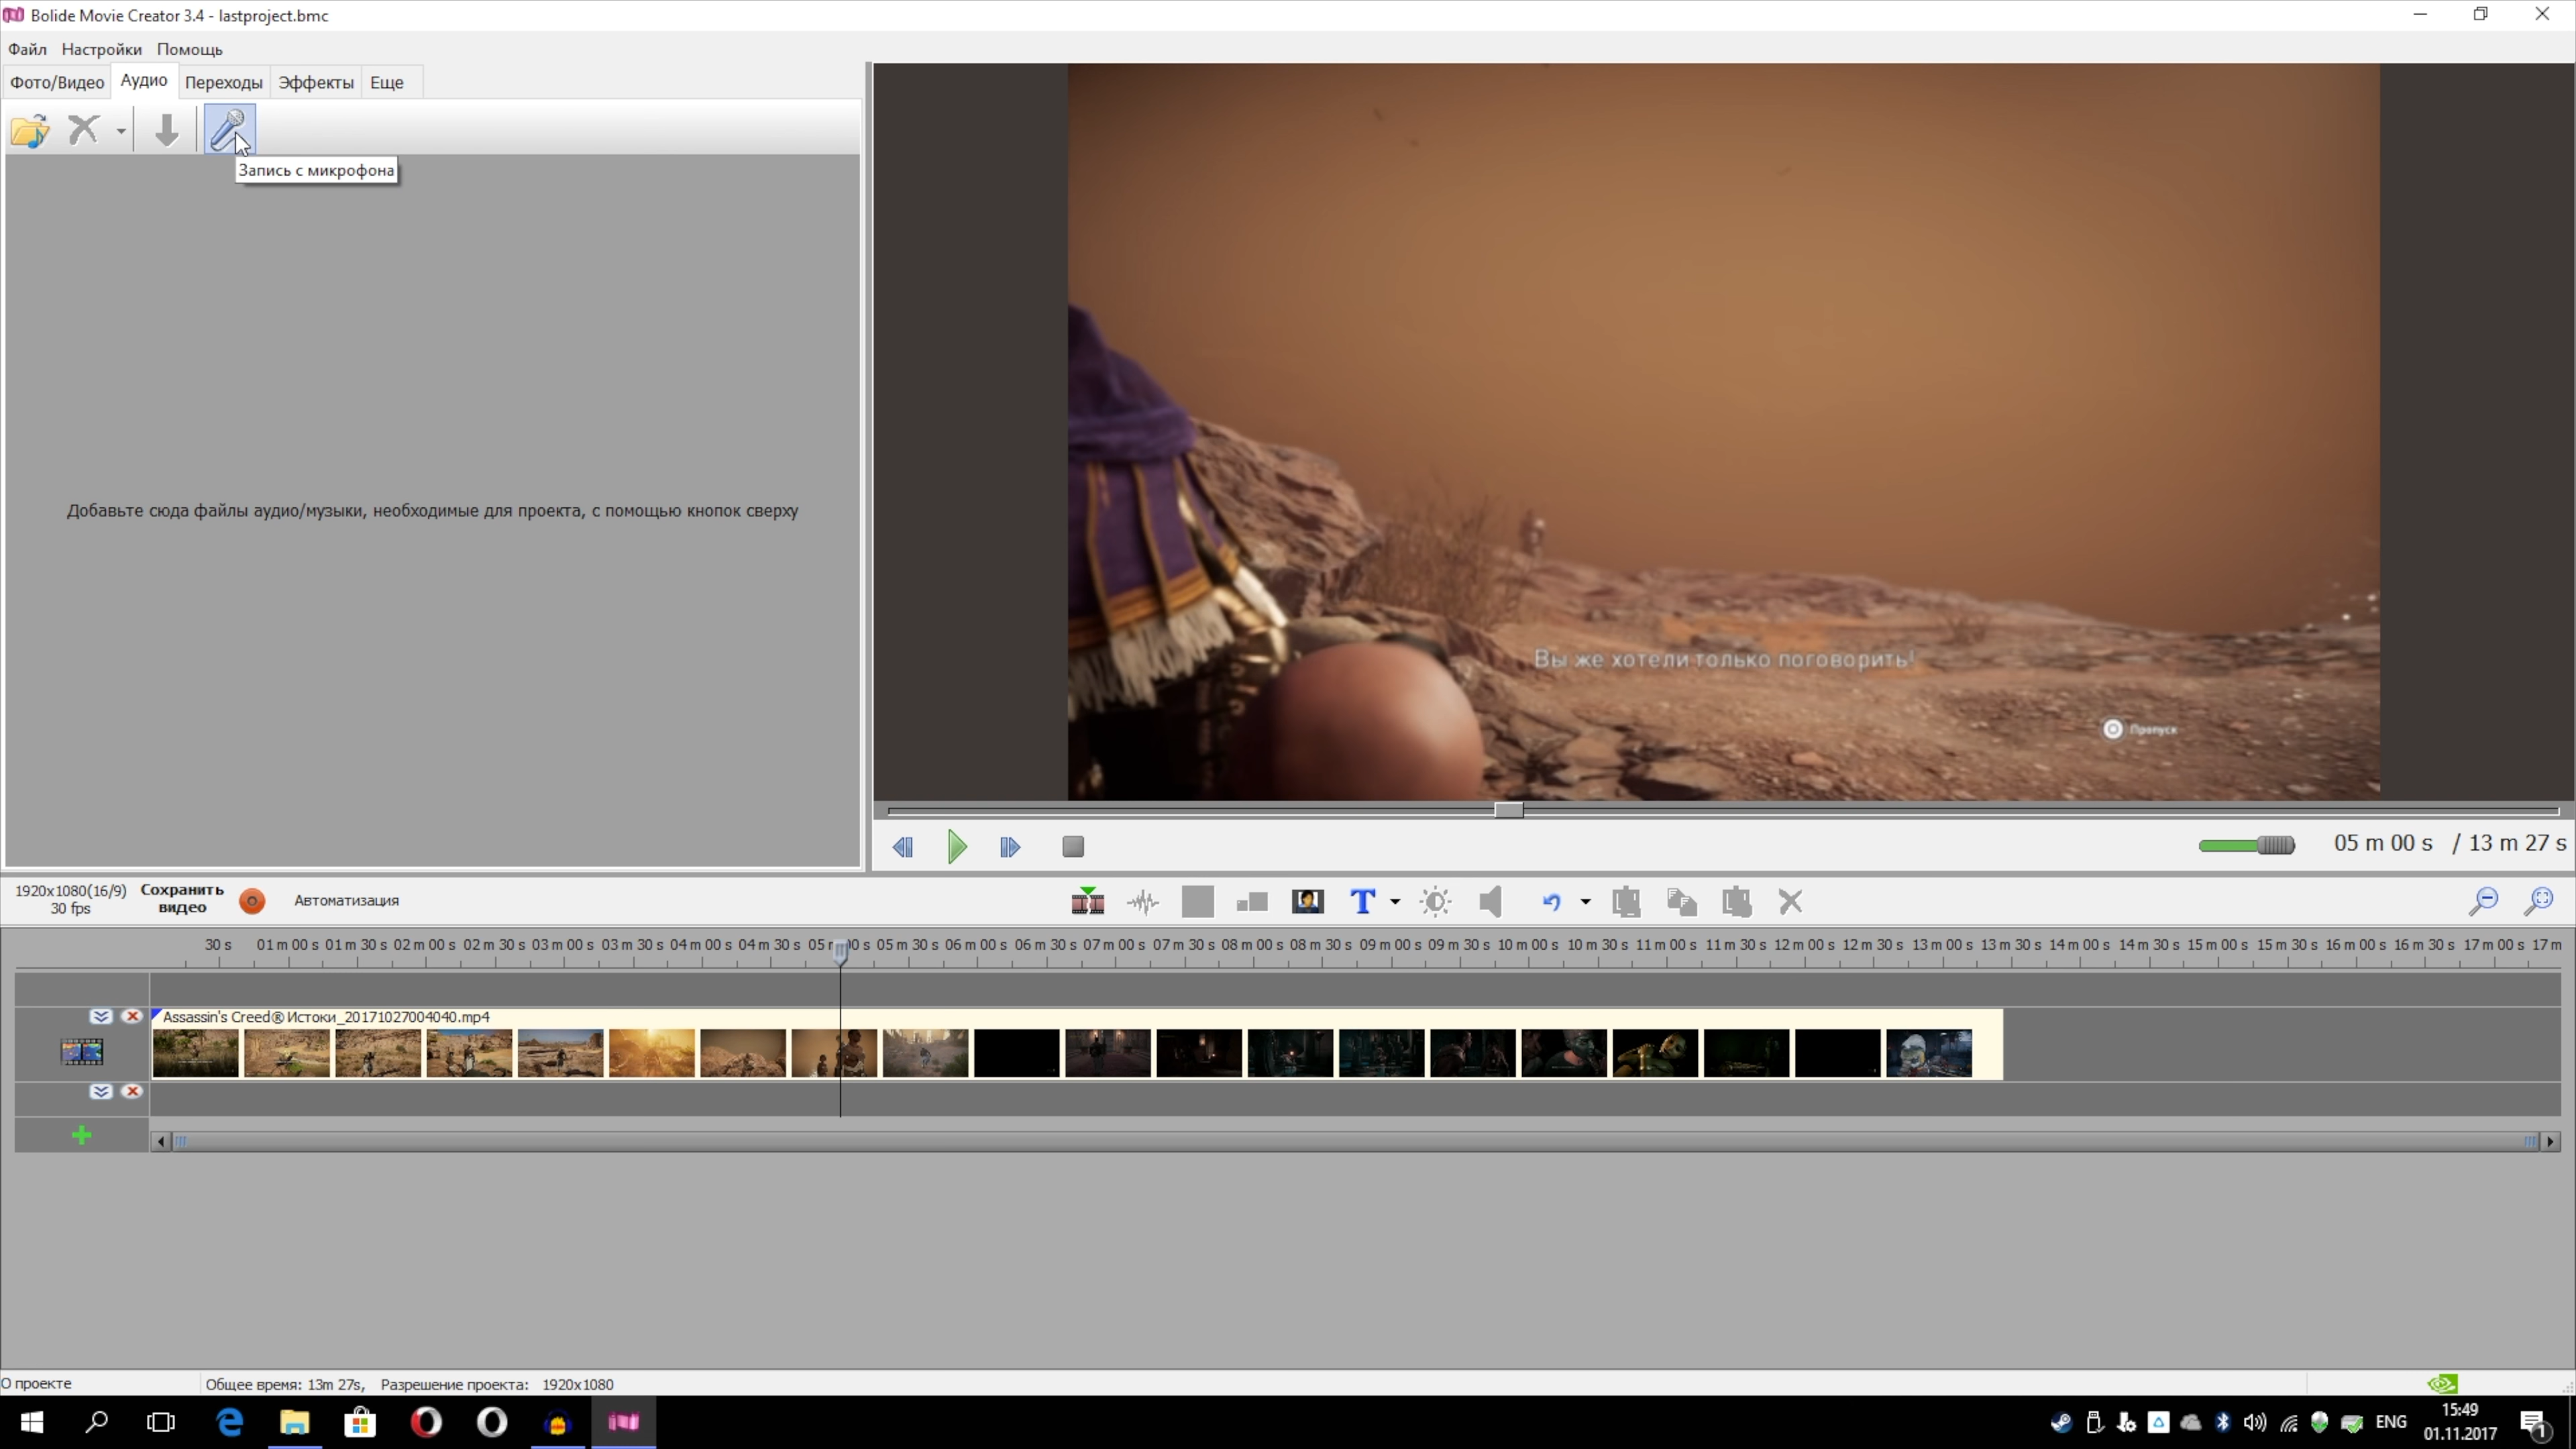 Bolide Movie Creator 3.4 - lastproject.bmc
Файл Настройки Помощь
Фото/Видео Аудио Переходы Эффекты Еще
Запись с микрофона
Добавьте сюда файлы аудио/музыки, необходимые для проекта, с помощью кнопок сверху
Вы же хотели только поговорить!
Пропуск
05 m 00 s / 13 m 27 s
1920x1080(16/9)
30 fps
Сохранить
видео
Автоматизация
T
30 s 01 m 00 s 01 m 30 s 02 m 00 s 02 m 30 s 03 m 00 s 03 m 30 s 04 m 00 s 04 m 30 s 05 m 00 s 05 m 30 s 06 m 00 s 06 m 30 s 07 m 00 s 07 m 30 s 08 m 00 s 08 m 30 s 09 m 00 s 09 m 30 s 10 m 00 s 10 m 30 s 11 m 00 s 11 m 30 s 12 m 00 s 12 m 30 s 13 m 00 s 13 m 30 s 14 m 00 s 14 m 30 s 15 m 00 s 15 m 30 s 16 m 00 s 16 m 30 s 17 m 00 s 17 m
Assassin's Creed® Истоки_20171027004040.mp4
О проекте Общее время: 13m 27s, Разрешение проекта: 1920x1080
ENG
15:49
01.11.2017
1